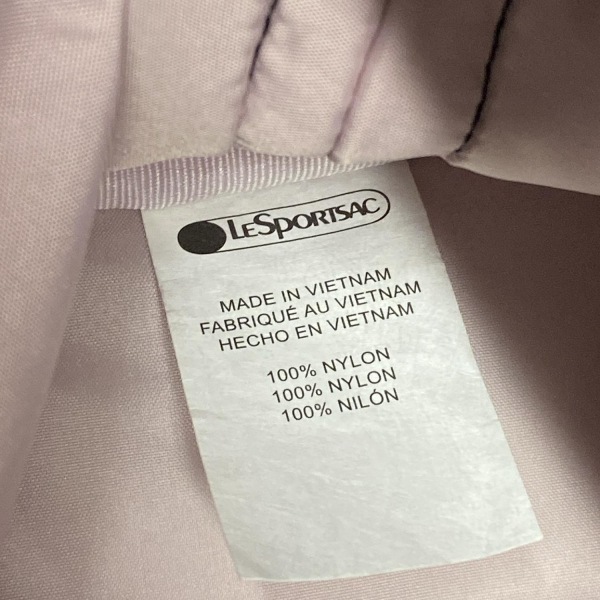 LESPORTSAC
MADE IN VIETNAM
FABRIQUÉ AU VIETNAM
HECHO EN VIETNAM
100% NYLON
100% NYLON
100% NILÓN